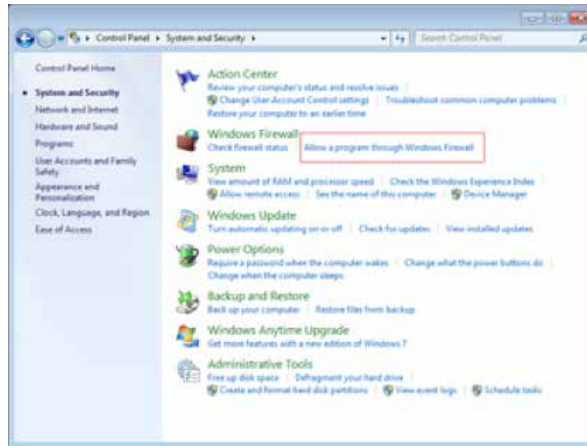 Control Panel ▸ System and Security ▸
Search Control Panel
Control Panel Home
System and Security
Network and Internet
Hardware and Sound
Programs
User Accounts and Family
Safety
Appearance and
Personalization
Clock, Language, and Region
Ease of Access
Action Center
Review your computer's status and resolve issues
Change User Account Control settings
Troubleshoot common computer problems
Restore your computer to an earlier time
Windows Firewall
Check firewall status
Allow a program through Windows Firewall
System
View amount of RAM and processor speed
Check the Windows Experience Index
Allow remote access
See the name of this computer
Device Manager
Windows Update
Turn automatic updating on or off
Check for updates
View installed updates
Power Options
Require a password when the computer wakes
Change what the power buttons do
Change when the computer sleeps
Backup and Restore
Back up your computer
Restore files from backup
Windows Anytime Upgrade
Get more features with a new edition of Windows 7
Administrative Tools
Free up disk space
Defragment your hard drive
Create and format hard disk partitions
View event logs
Schedule tasks